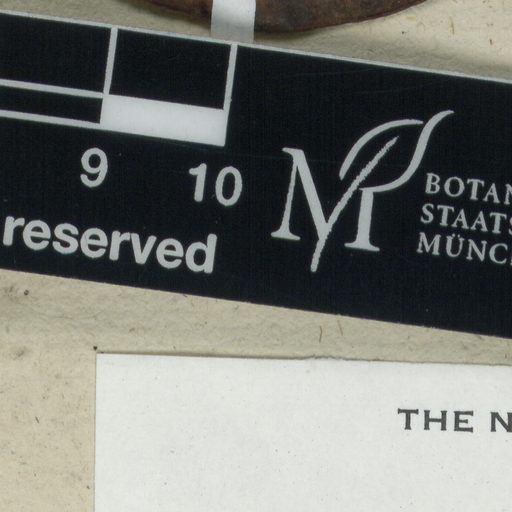 9 10
reserved
M
BOTAN
STAATS
MÜNC
THE N